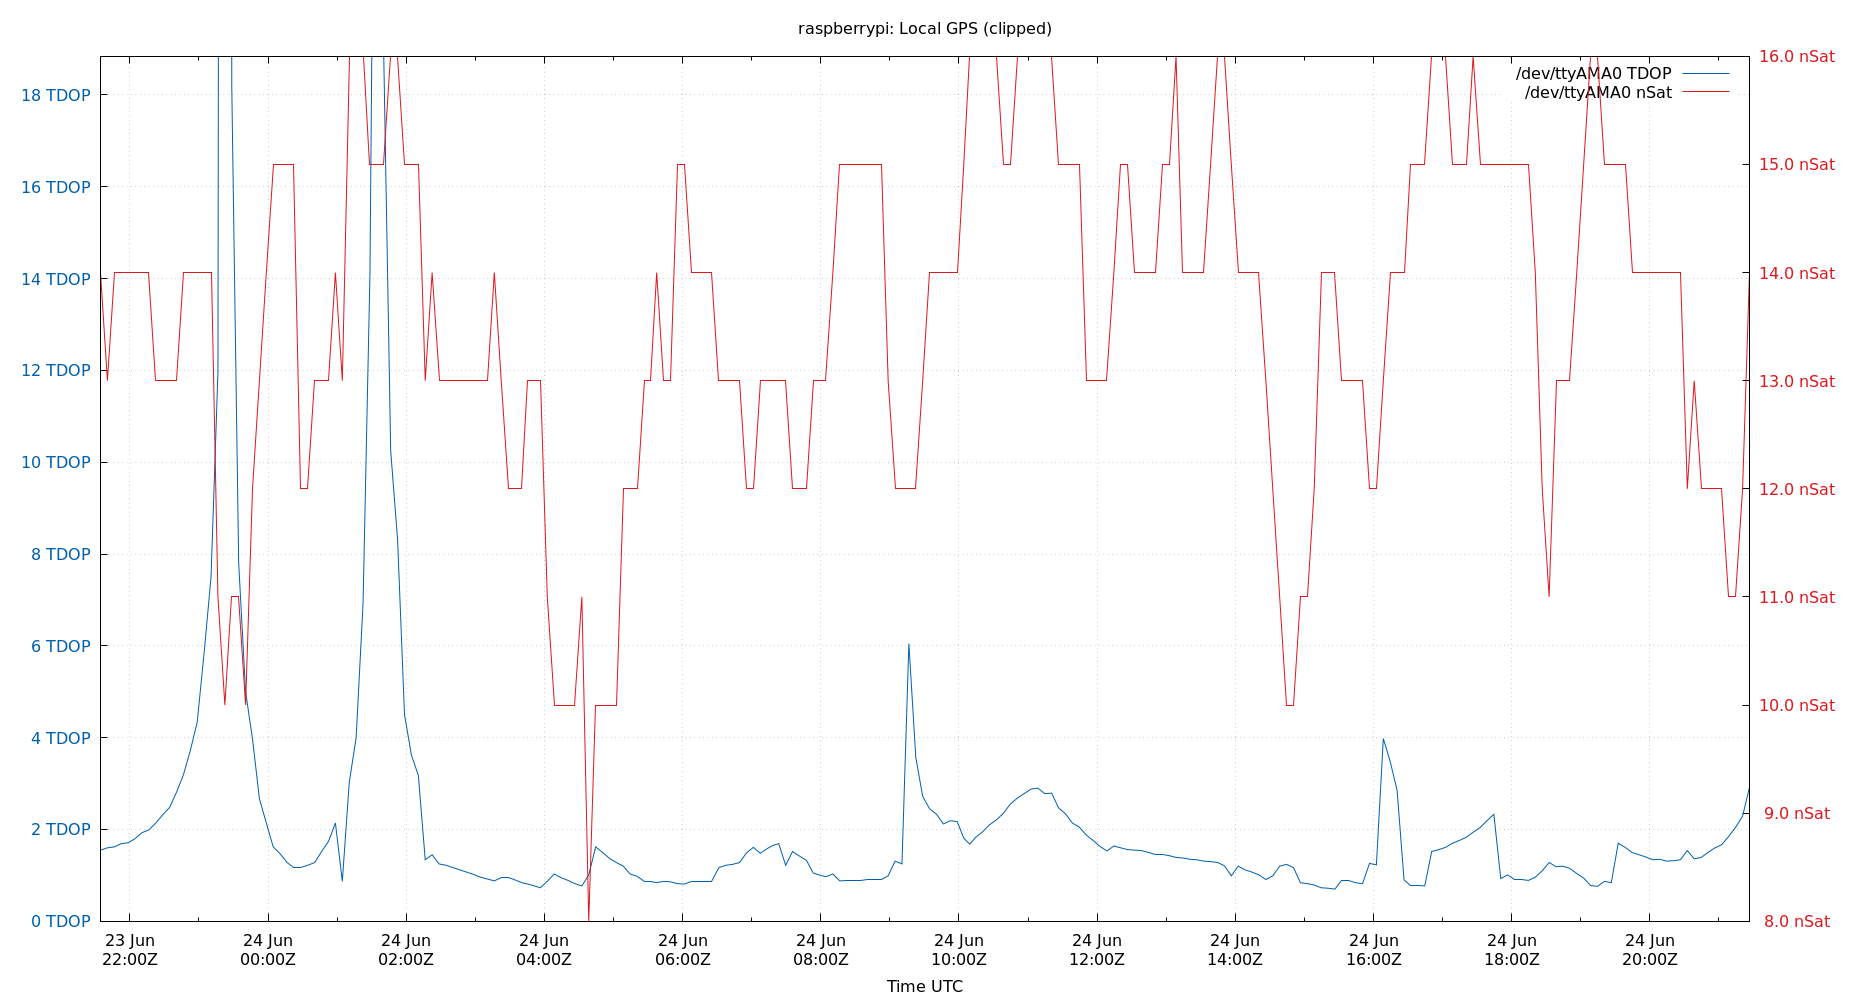 raspberrypi: Local GPS (clipped)
/dev/ttyAMA0 TDOP
/dev/ttyAMA0 nSat
18 TDOP
16 TDOP
14 TDOP
12 TDOP
10 TDOP
8 TDOP
6 TDOP
4 TDOP
2 TDOP
0 TDOP
16.0 nSat
15.0 nSat
14.0 nSat
13.0 nSat
12.0 nSat
11.0 nSat
10.0 nSat
9.0 nSat
8.0 nSat
23 Jun
22:00Z
24 Jun
00:00Z
24 Jun
02:00Z
24 Jun
04:00Z
24 Jun
06:00Z
24 Jun
08:00Z
24 Jun
10:00Z
24 Jun
12:00Z
24 Jun
14:00Z
24 Jun
16:00Z
24 Jun
18:00Z
24 Jun
20:00Z
Time UTC